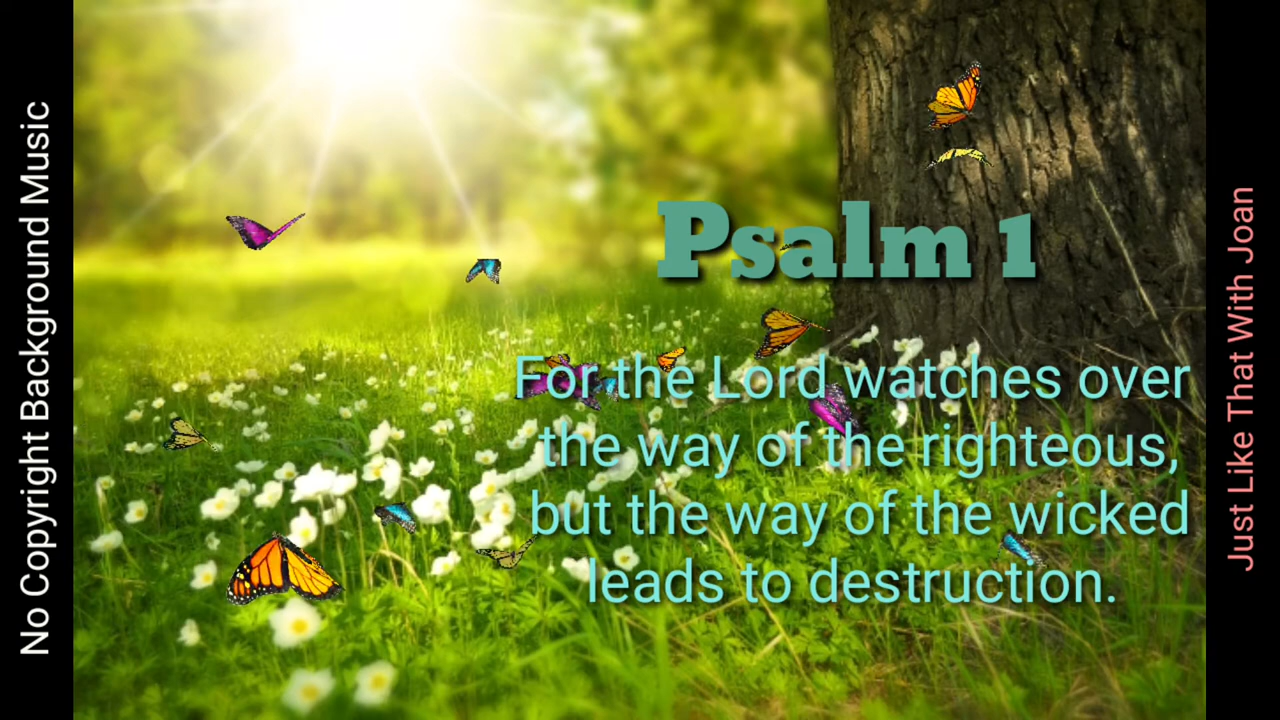 No Copyright Background Music
Psalm 1
For the Lord watches over
the way of the righteous,
but the way of the wicked
leads to destruction.
Just Like That With Joan